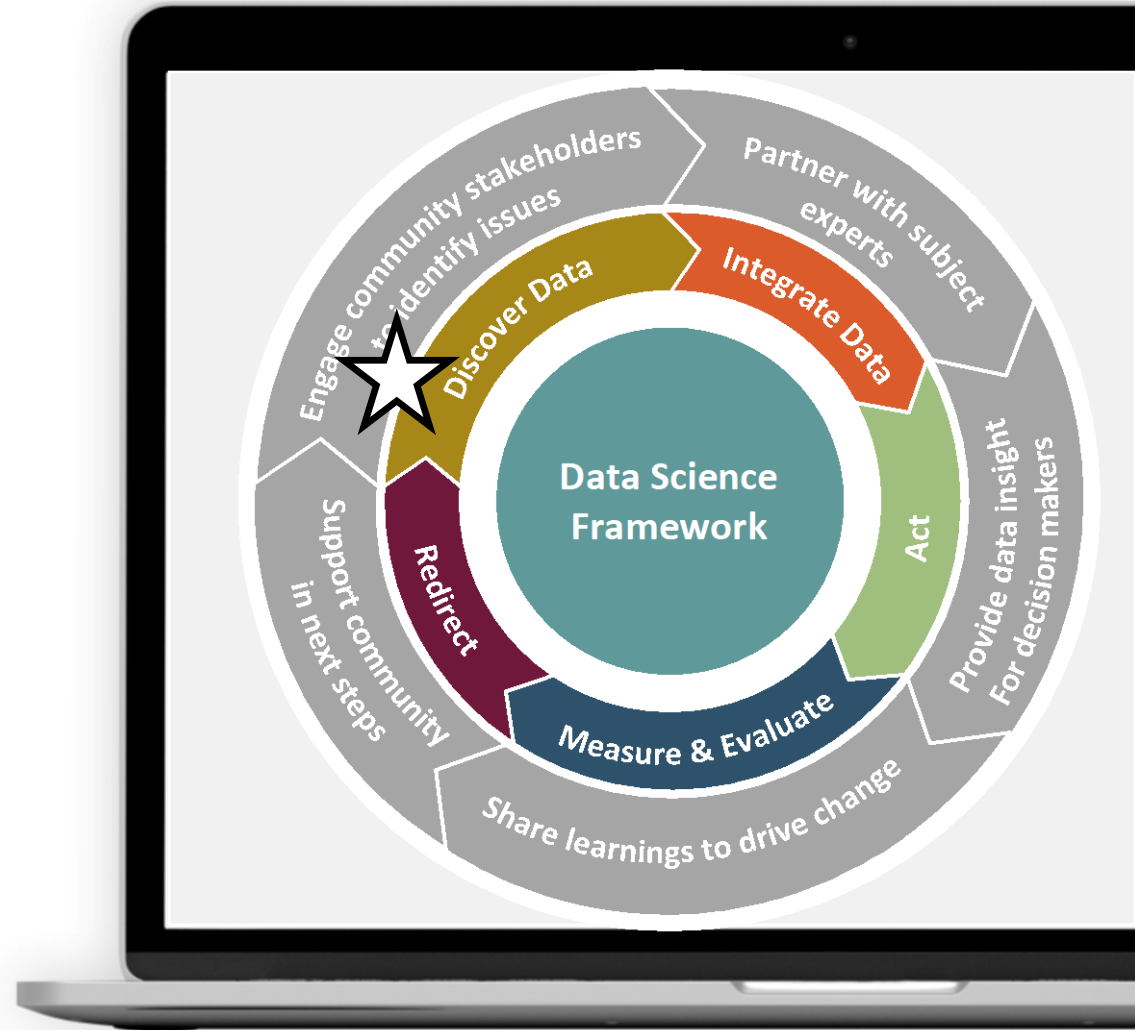 Engage community stakeholders
to identify issues
Partner with subject
experts
Provide data insight
For decision makers
Share learnings to drive change
Support community
in next steps
Discover Data
Integrate Data
Act
Measure & Evaluate
Redirect
Data Science
Framework